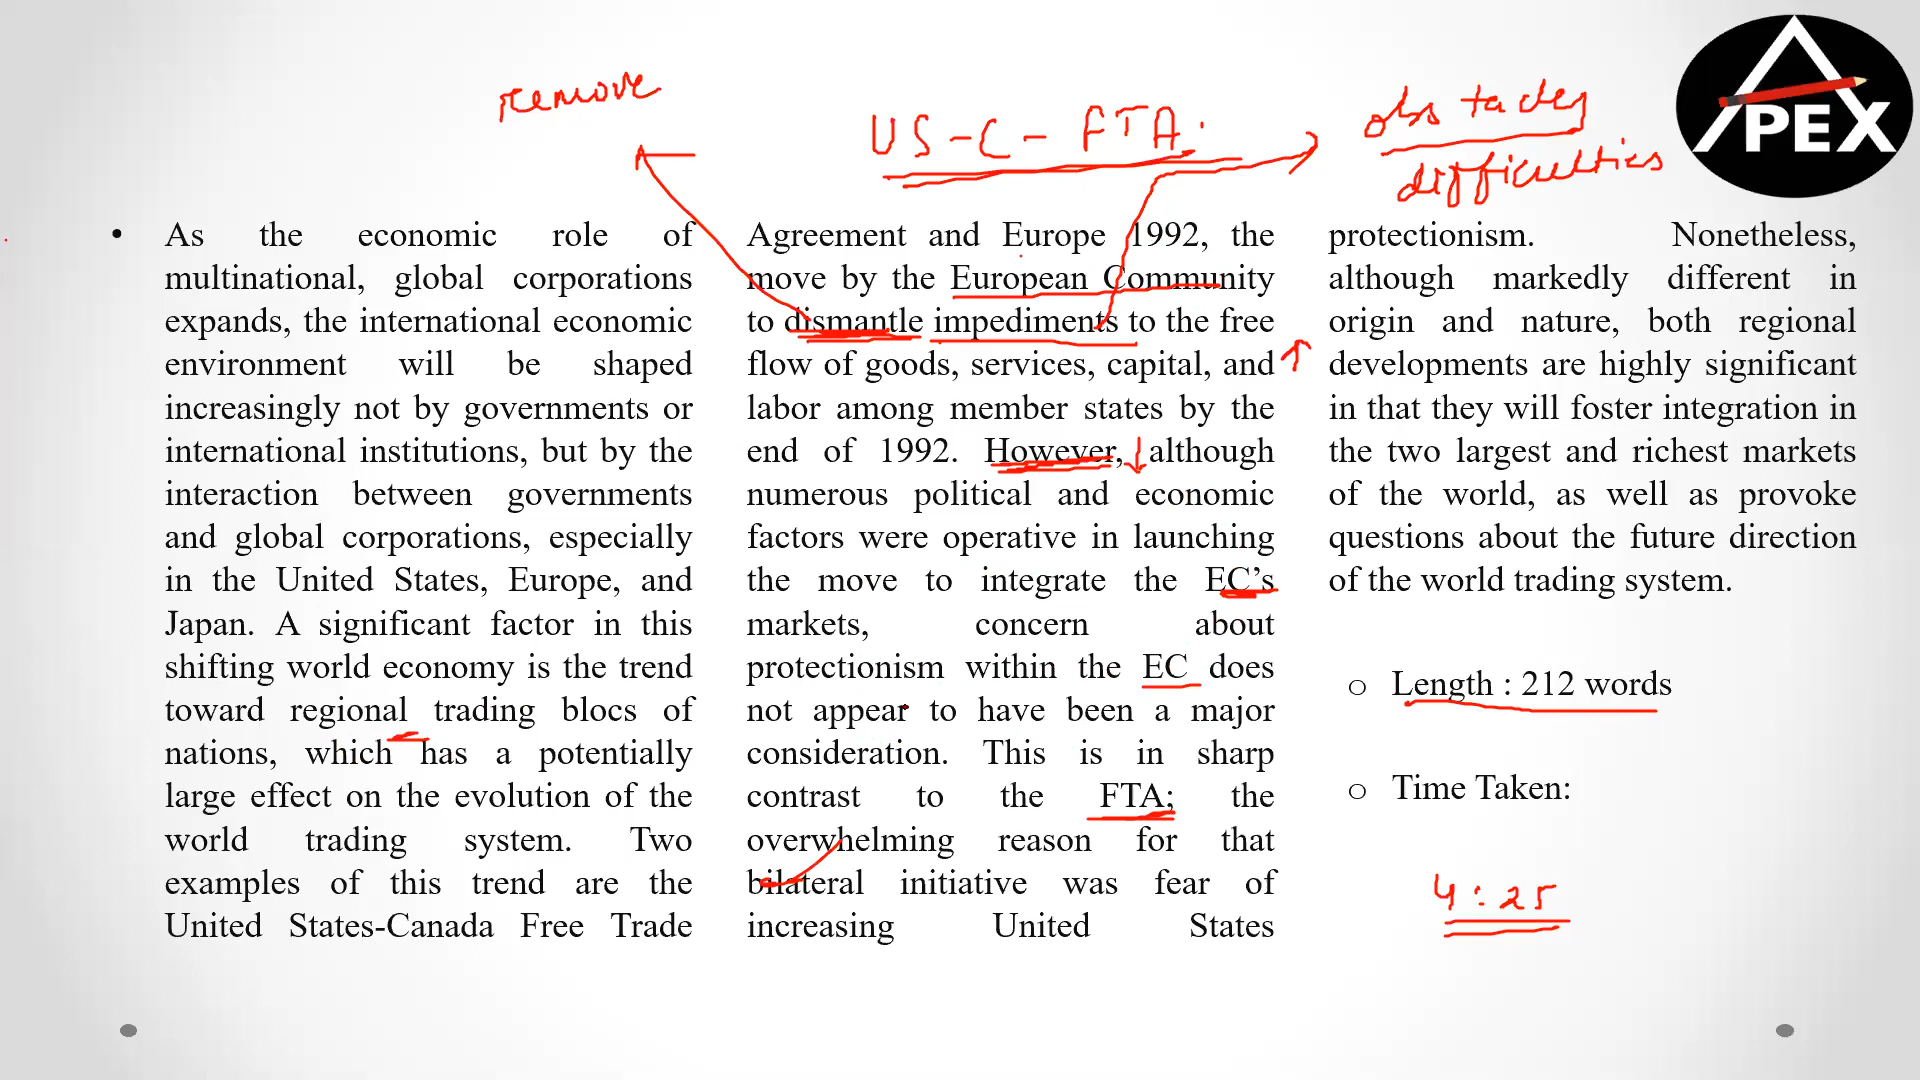 remove
US-C-FTA.
obstacles
difficulties
PEX
• As the economic role of
multinational, global corporations
expands, the international economic
environment will be shaped
increasingly not by governments or
international institutions, but by the
interaction between governments
and global corporations, especially
in the United States, Europe, and
Japan. A significant factor in this
shifting world economy is the trend
toward regional trading blocs of
nations, which has a potentially
large effect on the evolution of the
world trading system. Two
examples of this trend are the
United States-Canada Free Trade
Agreement and Europe 1992, the
move by the European Community
to dismantle impediments to the free
flow of goods, services, capital, and
labor among member states by the
end of 1992. However, although
numerous political and economic
factors were operative in launching
the move to integrate the EC’s
markets, concern about
protectionism within the EC does
not appear to have been a major
consideration. This is in sharp
contrast to the FTA; the
overwhelming reason for that
bilateral initiative was fear of
increasing United States
protectionism. Nonetheless,
although markedly different in
origin and nature, both regional
developments are highly significant
in that they will foster integration in
the two largest and richest markets
of the world, as well as provoke
questions about the future direction
of the world trading system.
o Length : 212 words
o Time Taken:
4:25